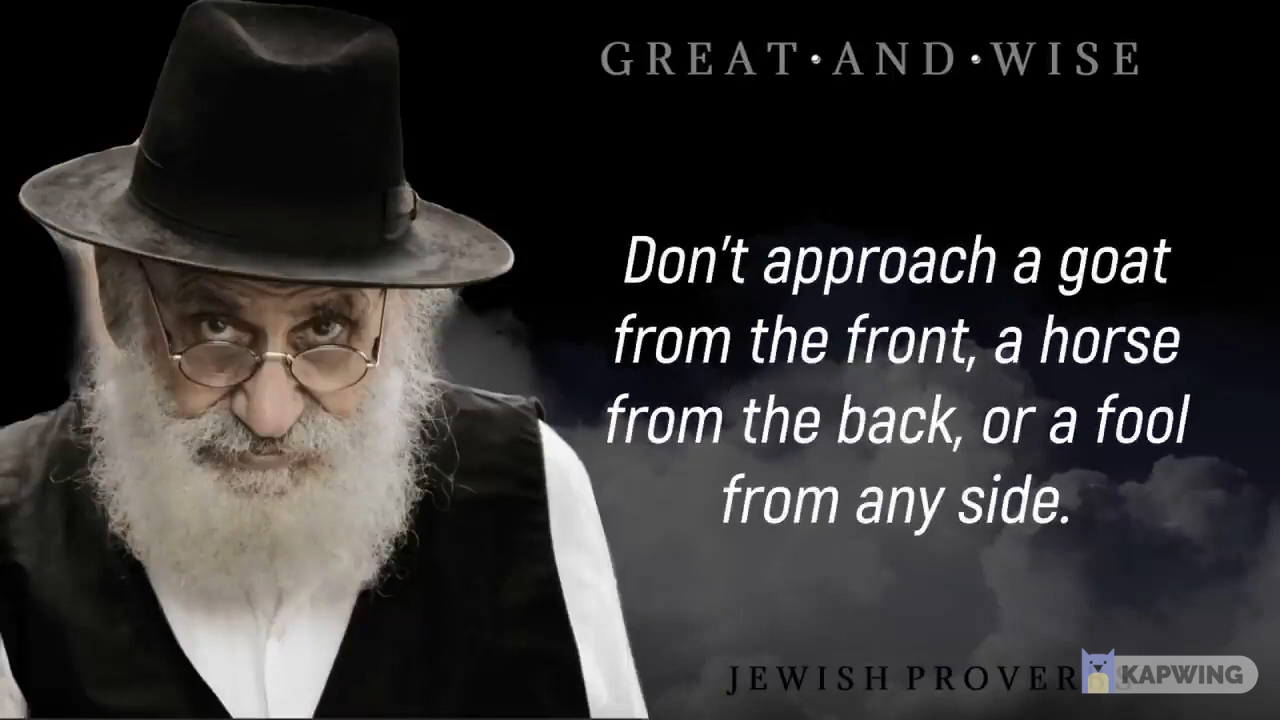 GREAT·AND·WISE
Don't approach a goat
from the front, a horse
from the back, or a fool
from any side.
JEWISH
KAPWING